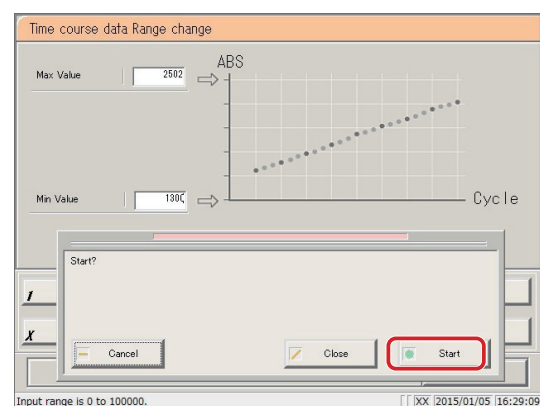 Time course data Range change
ABS
Max Value 2502
Min Value 1300
Cycle
Start?
1
X
Cancel Close Start
Input range is 0 to 100000. XX 2015/01/05 16:29:09